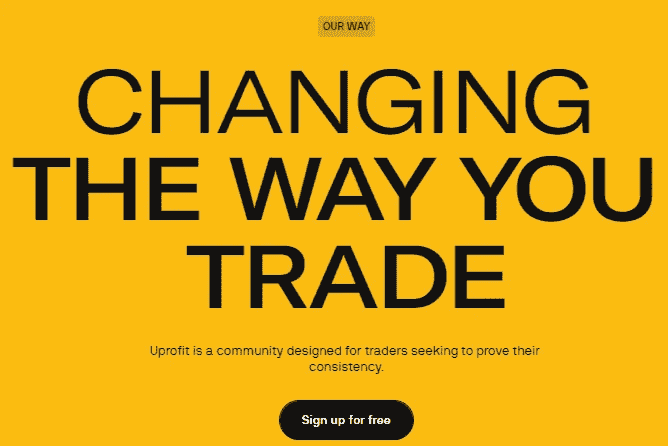 OUR WAY
CHANGING
THE WAY YOU
TRADE
Uprofit is a community designed for traders seeking to prove their
consistency.
Sign up for free